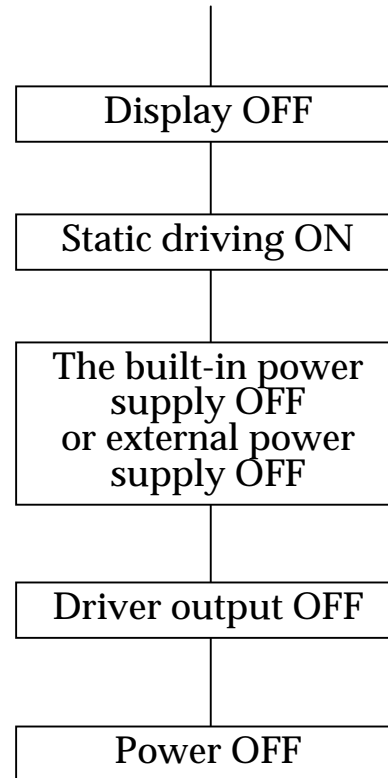 Display OFF
Static driving ON
The built-in power
supply OFF
or external power
supply OFF
Driver output OFF
Power OFF